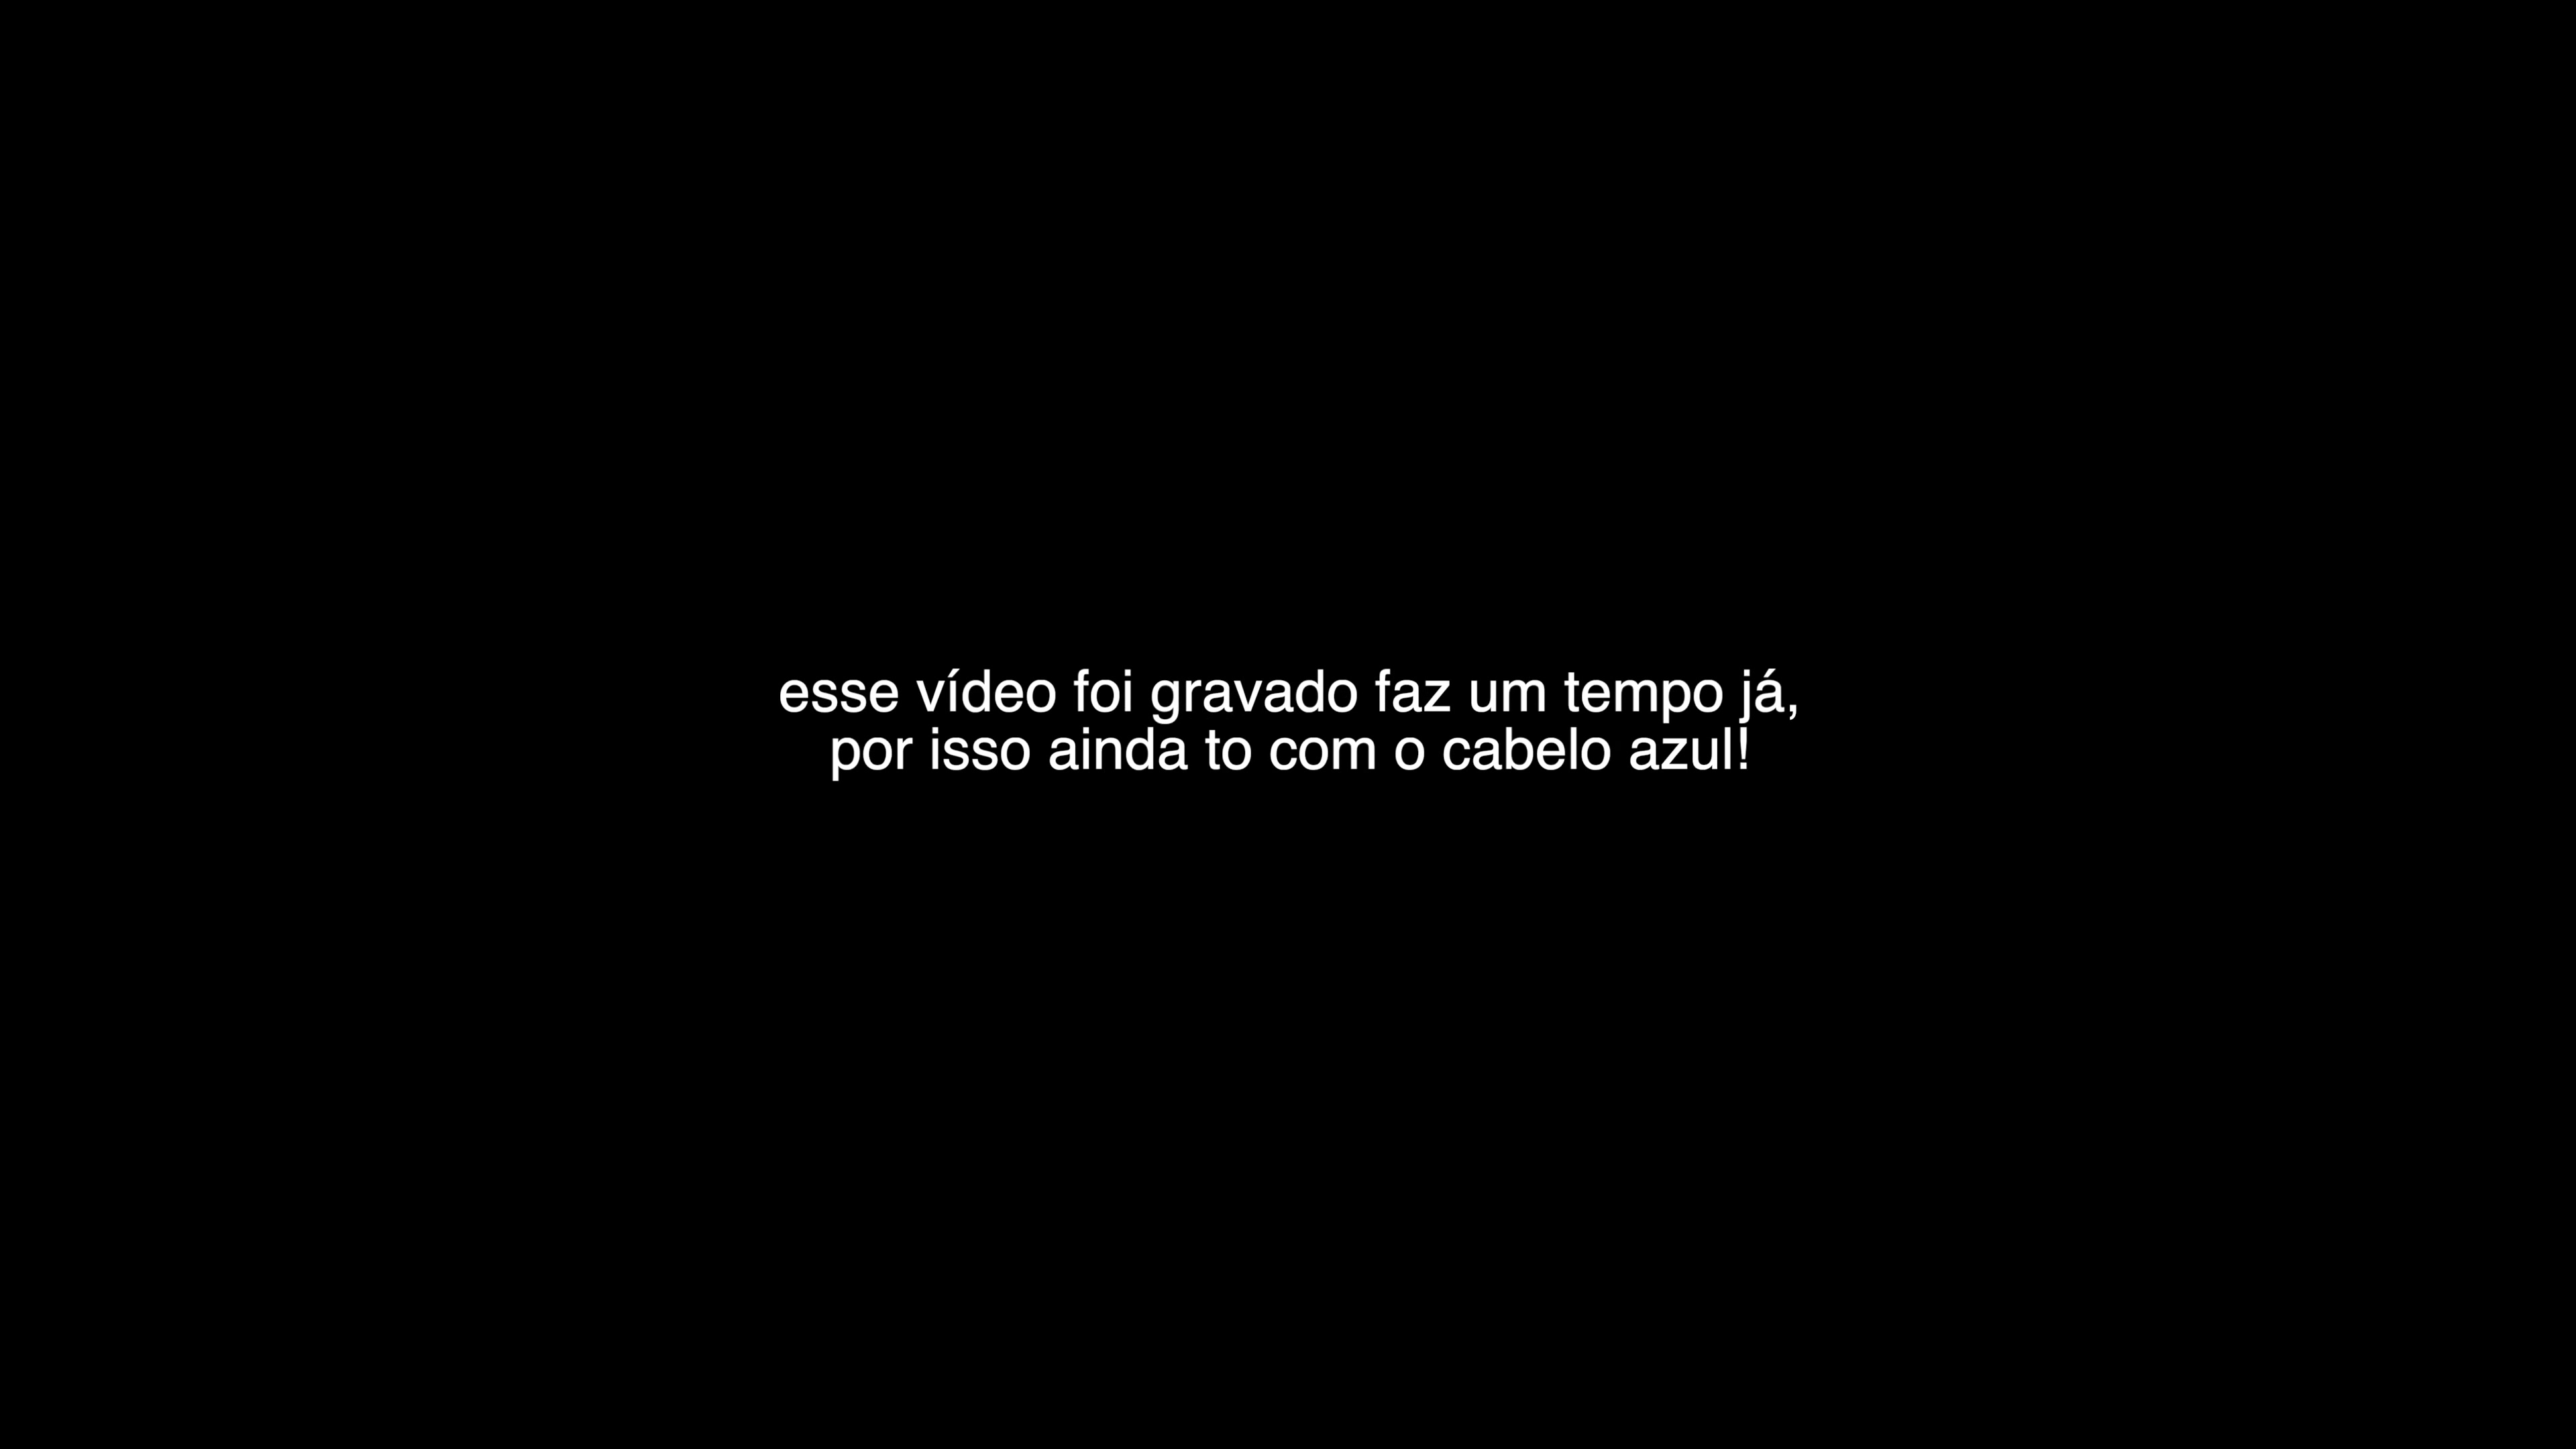 esse vídeo foi gravado faz um tempo já,
por isso ainda to com o cabelo azul!